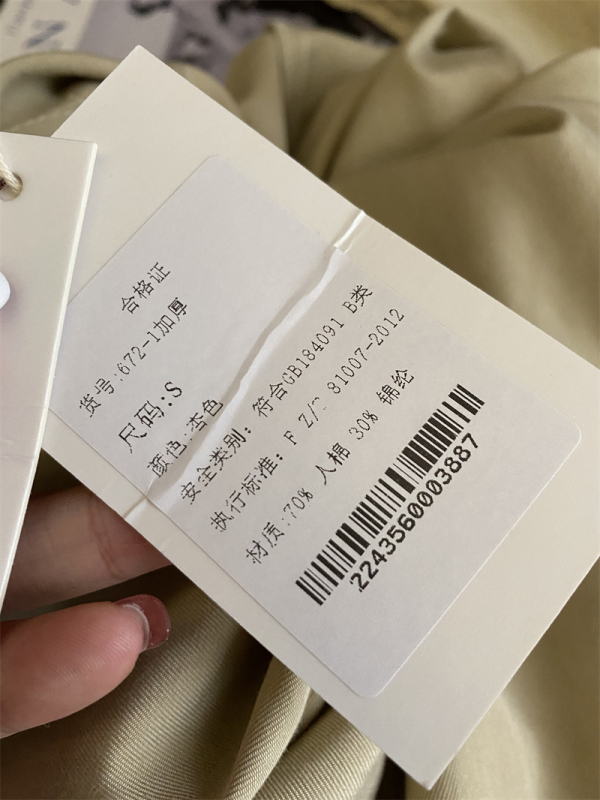 合格证
货号:672-1加厚
尺码:S
颜色:杏色
安全类别: 符合GB184091 B类
执行标准: F Z/ 81007-2012
材质:70% 人棉 30% 锦纶
2243560003887
N